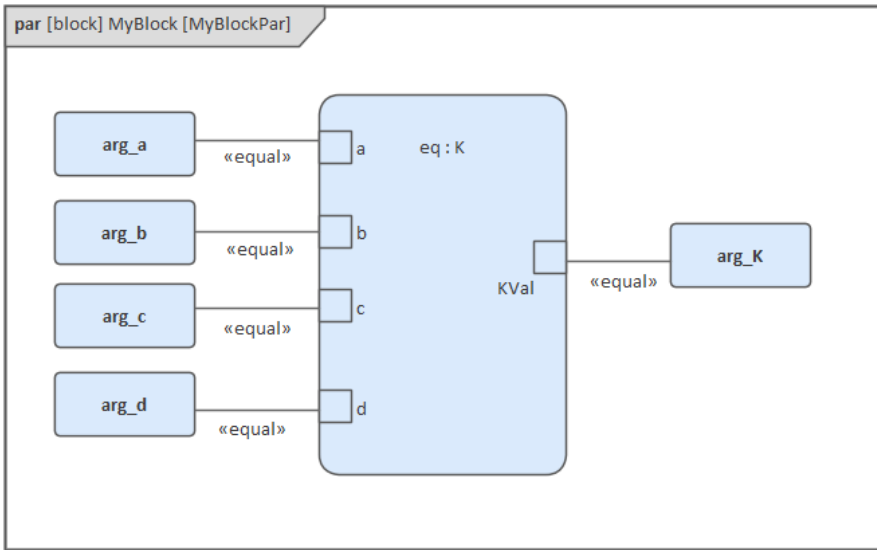 par [block] MyBlock [MyBlockPar]
arg_a
«equal»
a
eq : K
arg_b
«equal»
b
arg_c
«equal»
c
arg_d
«equal»
d
KVal
«equal»
arg_K